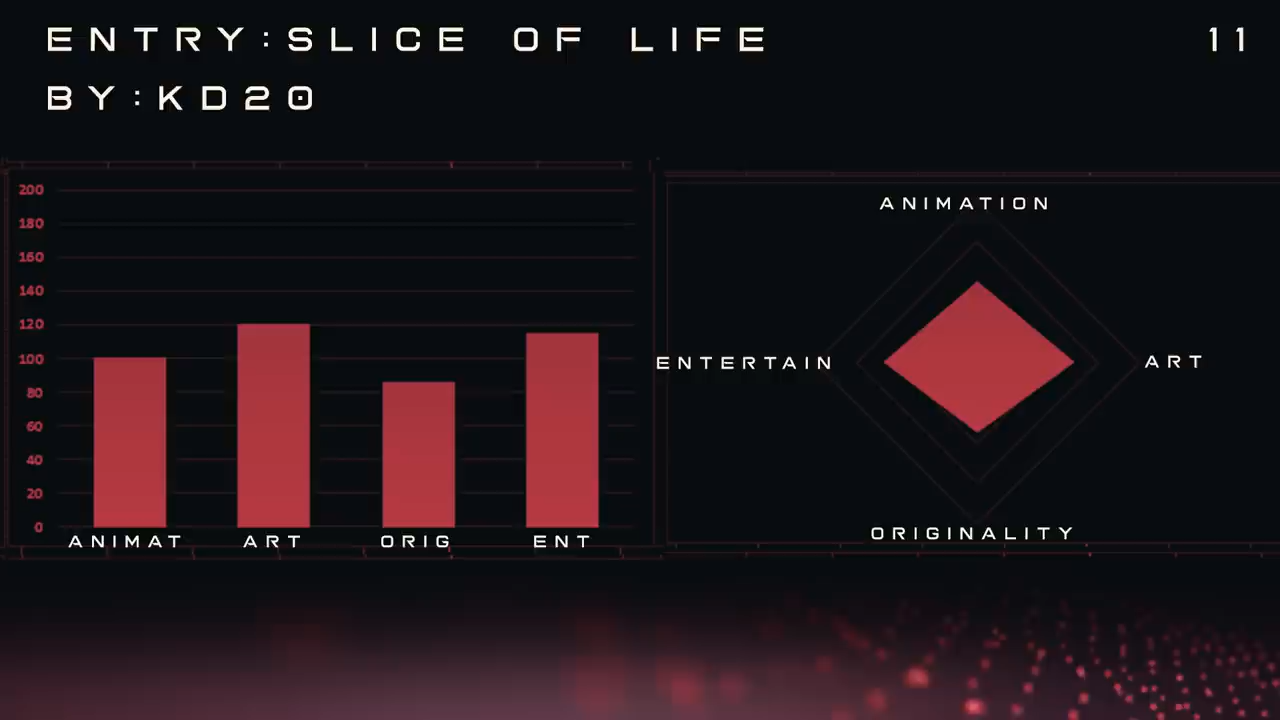 ENTRY:SLICE OF LIFE
11
BY:KD20
200
180
160
140
120
100
80
60
40
20
0
ANIMAT ART ORIG ENT
ANIMATION
ENTERTAIN
ART
ORIGINALITY